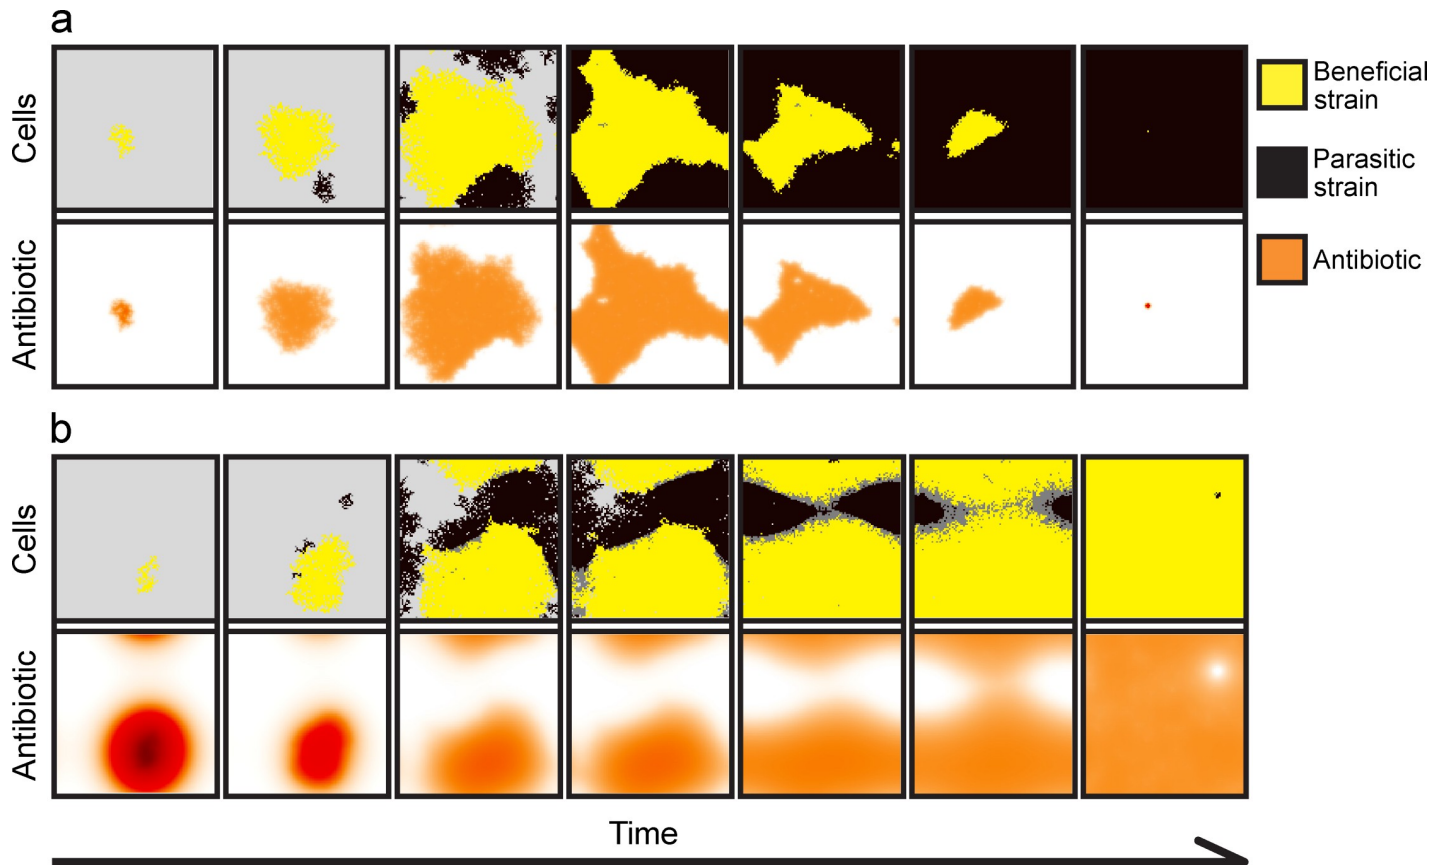 a
Cells
Antibiotic
Beneficial
strain
Parasitic
strain
Antibiotic
b
Cells
Antibiotic
Time